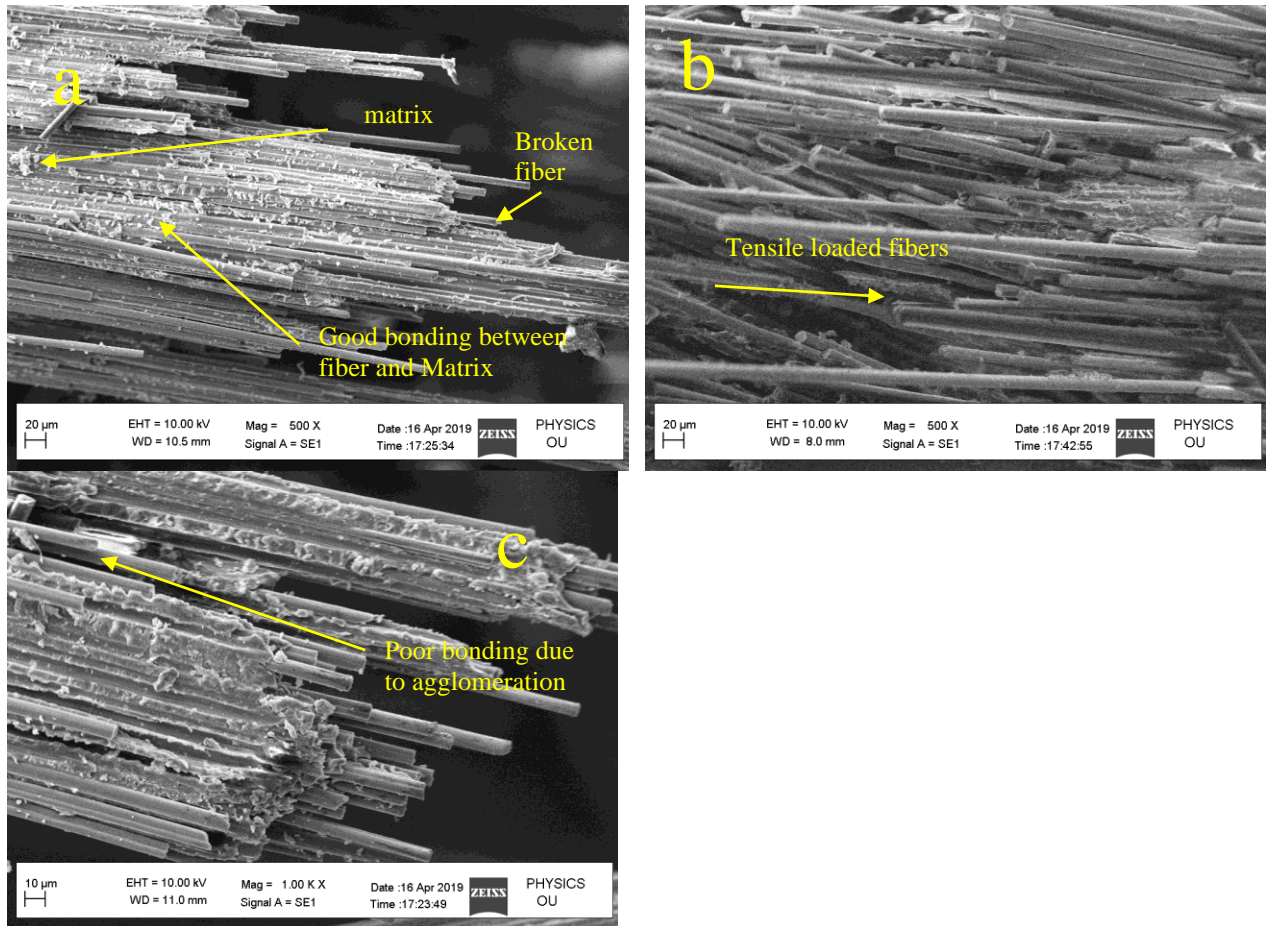 a
matrix
Broken
fiber
Good bonding between
fiber and Matrix
20 µm
EHT = 10.00 kV
WD = 10.5 mm
Mag = 500 X
Signal A = SE1
Date :16 Apr 2019
Time :17:25:34
ZEISS
PHYSICS
OU
b
Tensile loaded fibers
20 µm
EHT = 10.00 kV
WD = 8.0 mm
Mag = 500 X
Signal A = SE1
Date :16 Apr 2019
Time :17:42:55
ZEISS
PHYSICS
OU
c
Poor bonding due
to agglomeration
10 µm
EHT = 10.00 kV
WD = 11.0 mm
Mag = 1.00 K X
Signal A = SE1
Date :16 Apr 2019
Time :17:23:49
ZEISS
PHYSICS
OU